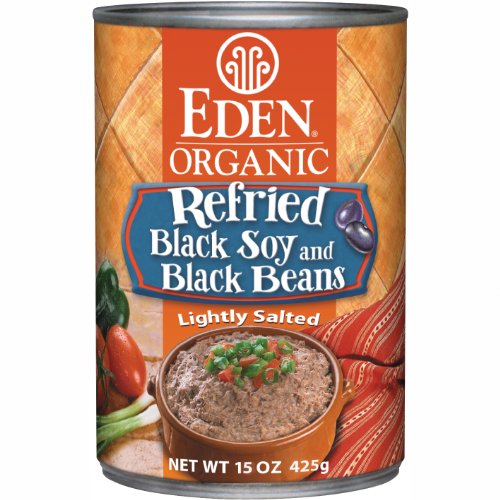 EDEN®
ORGANIC
Refried
Black Soy and
Black Beans
Lightly Salted
NET WT 15 OZ 425g